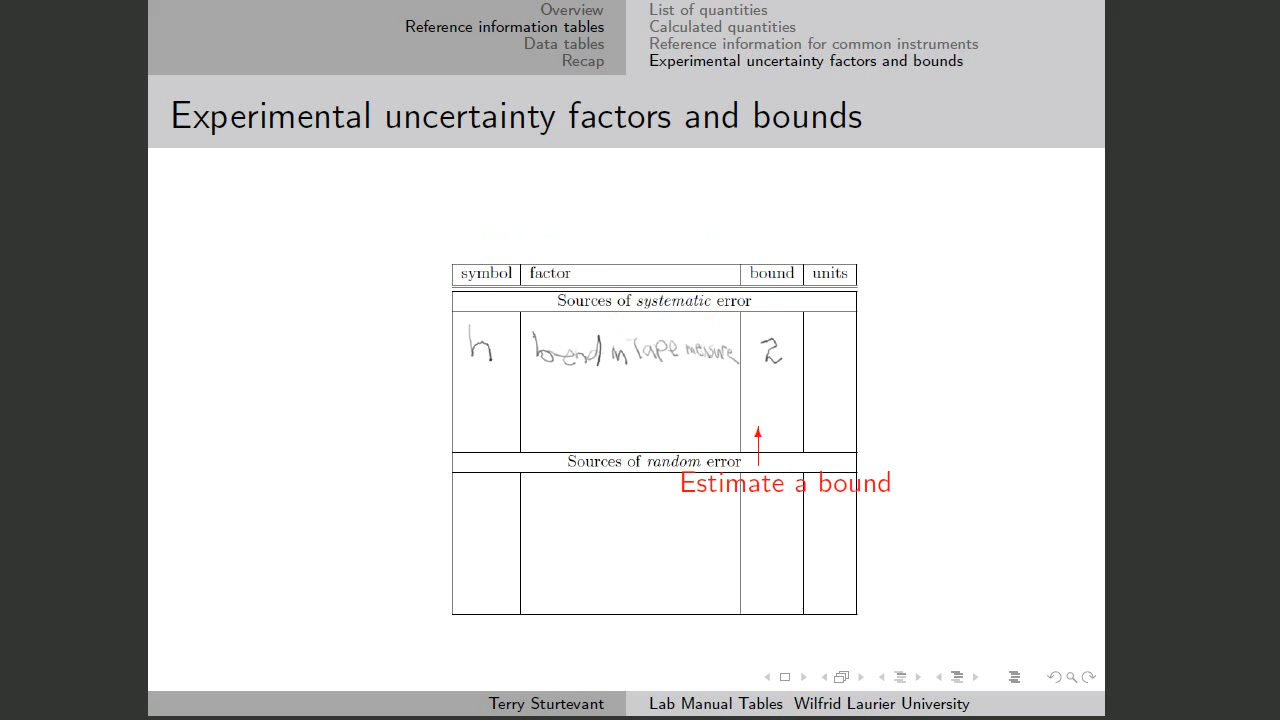 Overview
Reference information tables
Data tables
Recap
List of quantities
Calculated quantities
Reference information for common instruments
Experimental uncertainty factors and bounds
Experimental uncertainty factors and bounds
symbol factor bound units
Sources of systematic error
h bend in Tape measure 2
Sources of random error
Estimate a bound
Terry Sturtevant Lab Manual Tables Wilfrid Laurier University